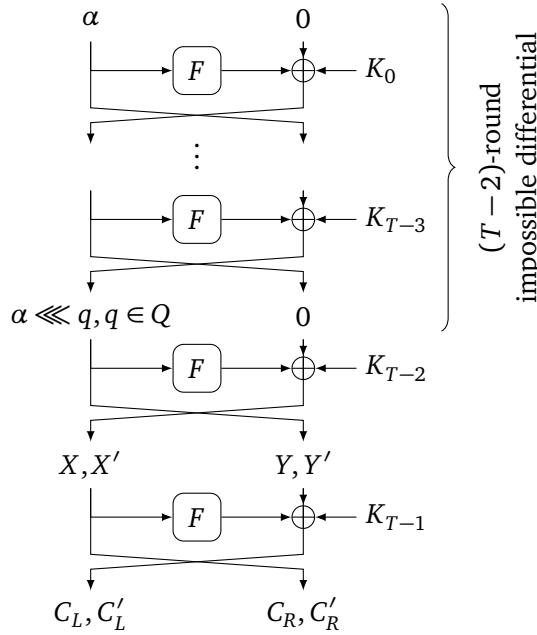 α 0
F K_0
⋮
F K_{T−3}
α ⋘ q, q ∈ Q 0
F K_{T−2}
X, X′ Y, Y′
F K_{T−1}
C_L, C′_L C_R, C′_R
(T − 2)-round
impossible differential